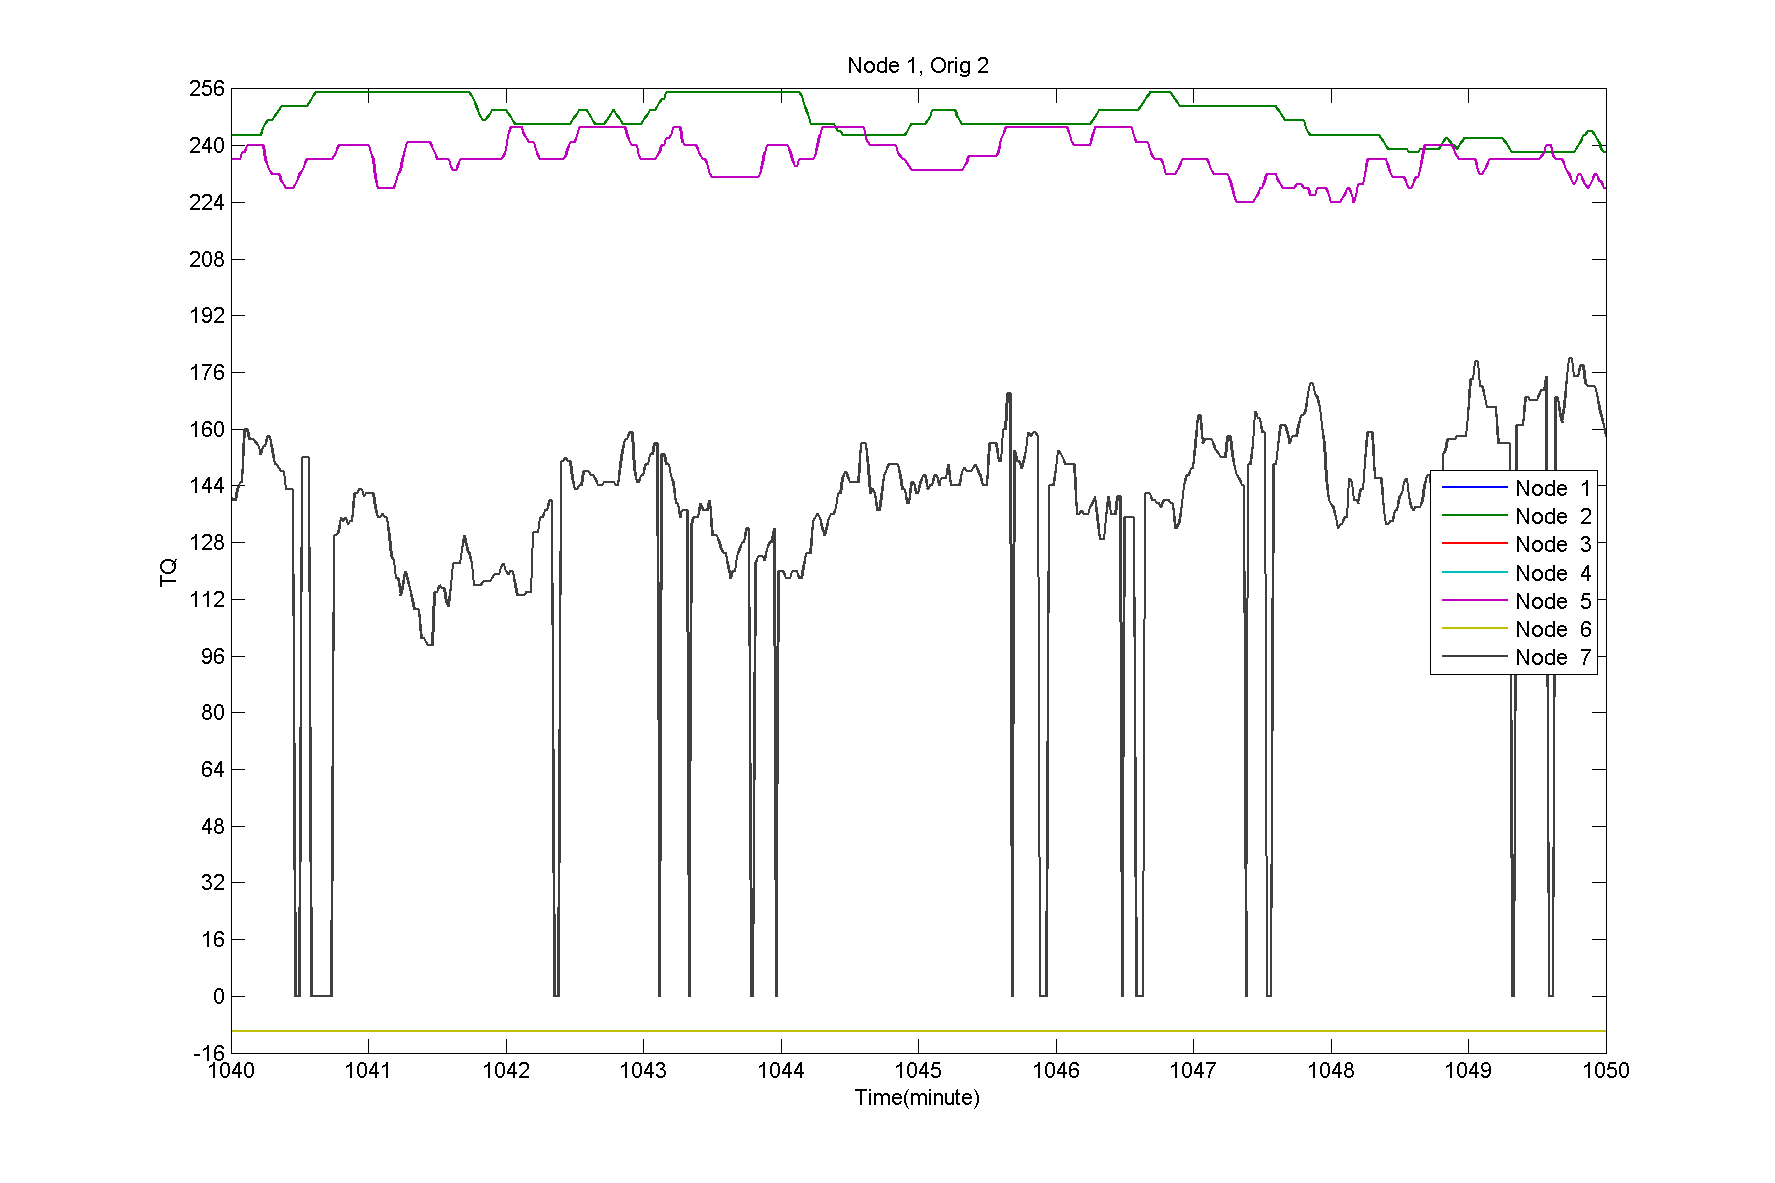 Node 1, Orig 2
256
240
224
208
192
176
160
144
128
112
96
80
64
48
32
16
0
-16
TQ
Node 1
Node 2
Node 3
Node 4
Node 5
Node 6
Node 7
1040 1041 1042 1043 1044 1045 1046 1047 1048 1049 1050
Time(minute)